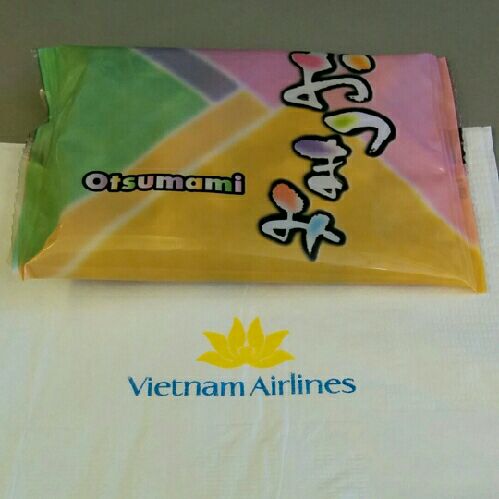 Otsumami
おつまみ
Vietnam Airlines